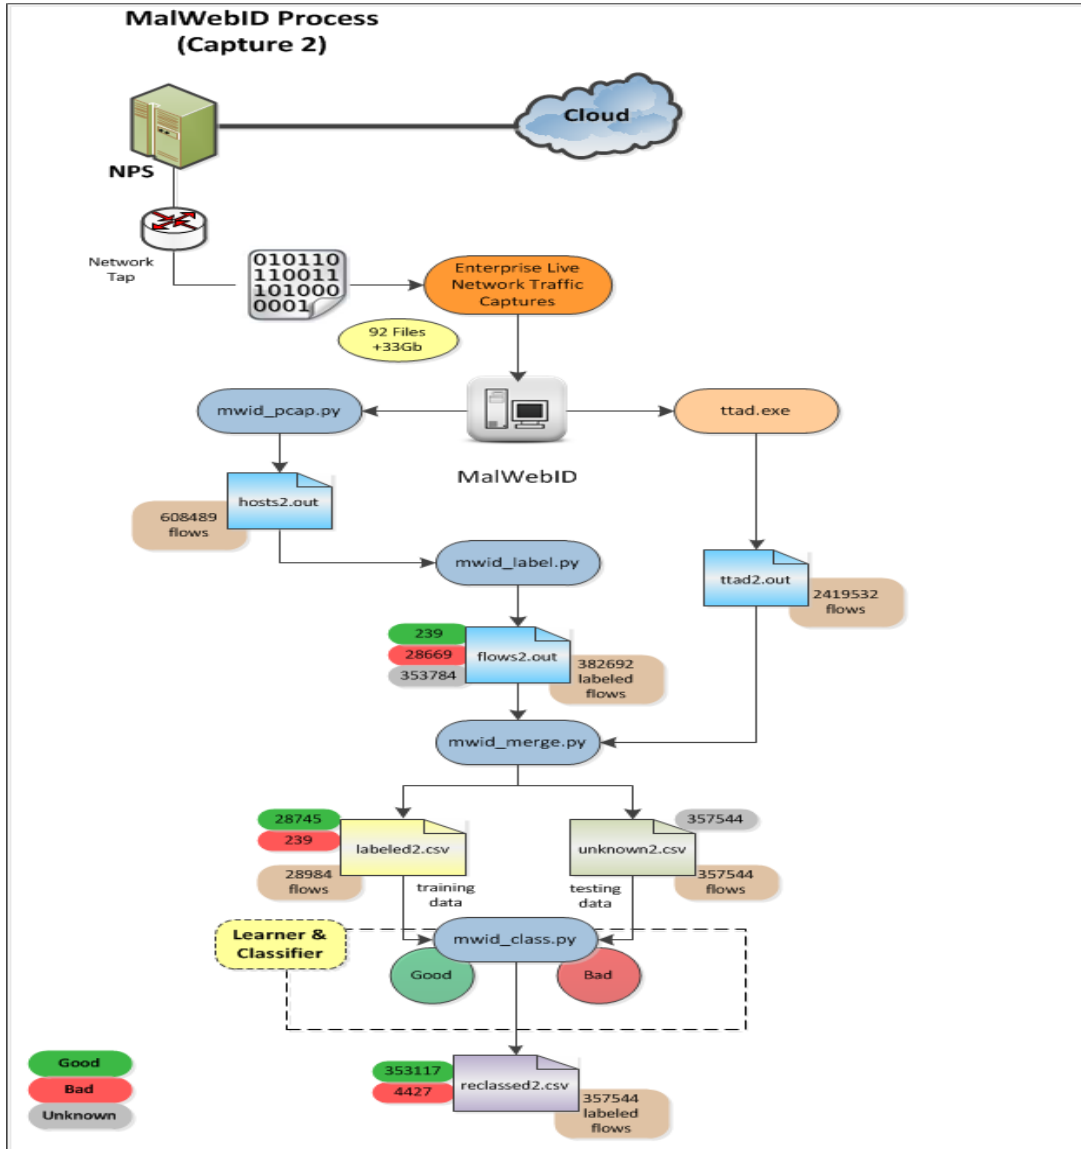 MalWebID Process
(Capture 2)
Cloud
NPS
Network
Tap
010110
110011
101000
0001
Enterprise Live
Network Traffic
Captures
92 Files
+33Gb
mwid_pcap.py
ttad.exe
MalWebID
hosts2.out
608489
flows
mwid_label.py
ttad2.out
2419532
flows
239
28669
353784
flows2.out
382692
labeled
flows
mwid_merge.py
28745
239
labeled2.csv
28984
flows
training
data
357544
unknown2.csv
357544
flows
testing
data
Learner &
Classifier
mwid_class.py
Good
Bad
353117
4427
reclassed2.csv
357544
labeled
flows
Good
Bad
Unknown